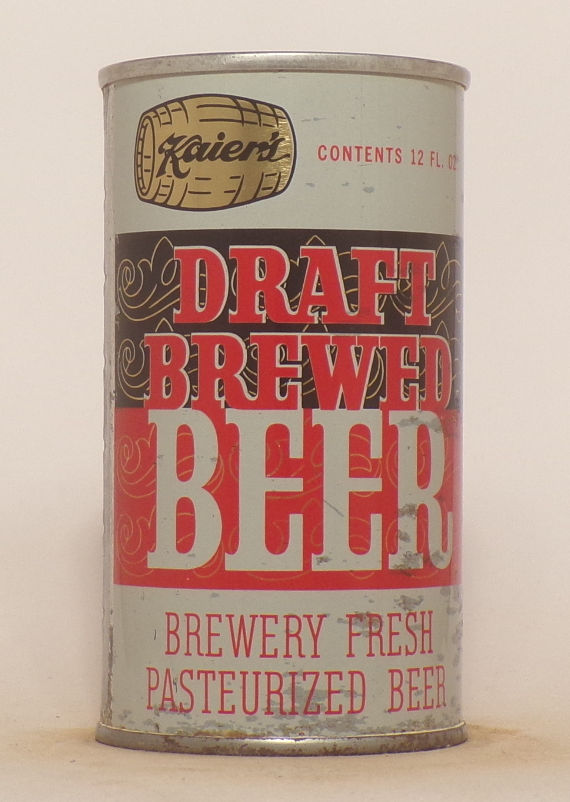 Kaier's
CONTENTS 12 FL. OZ
DRAFT
BREWED
BEER
BREWERY FRESH
PASTEURIZED BEER